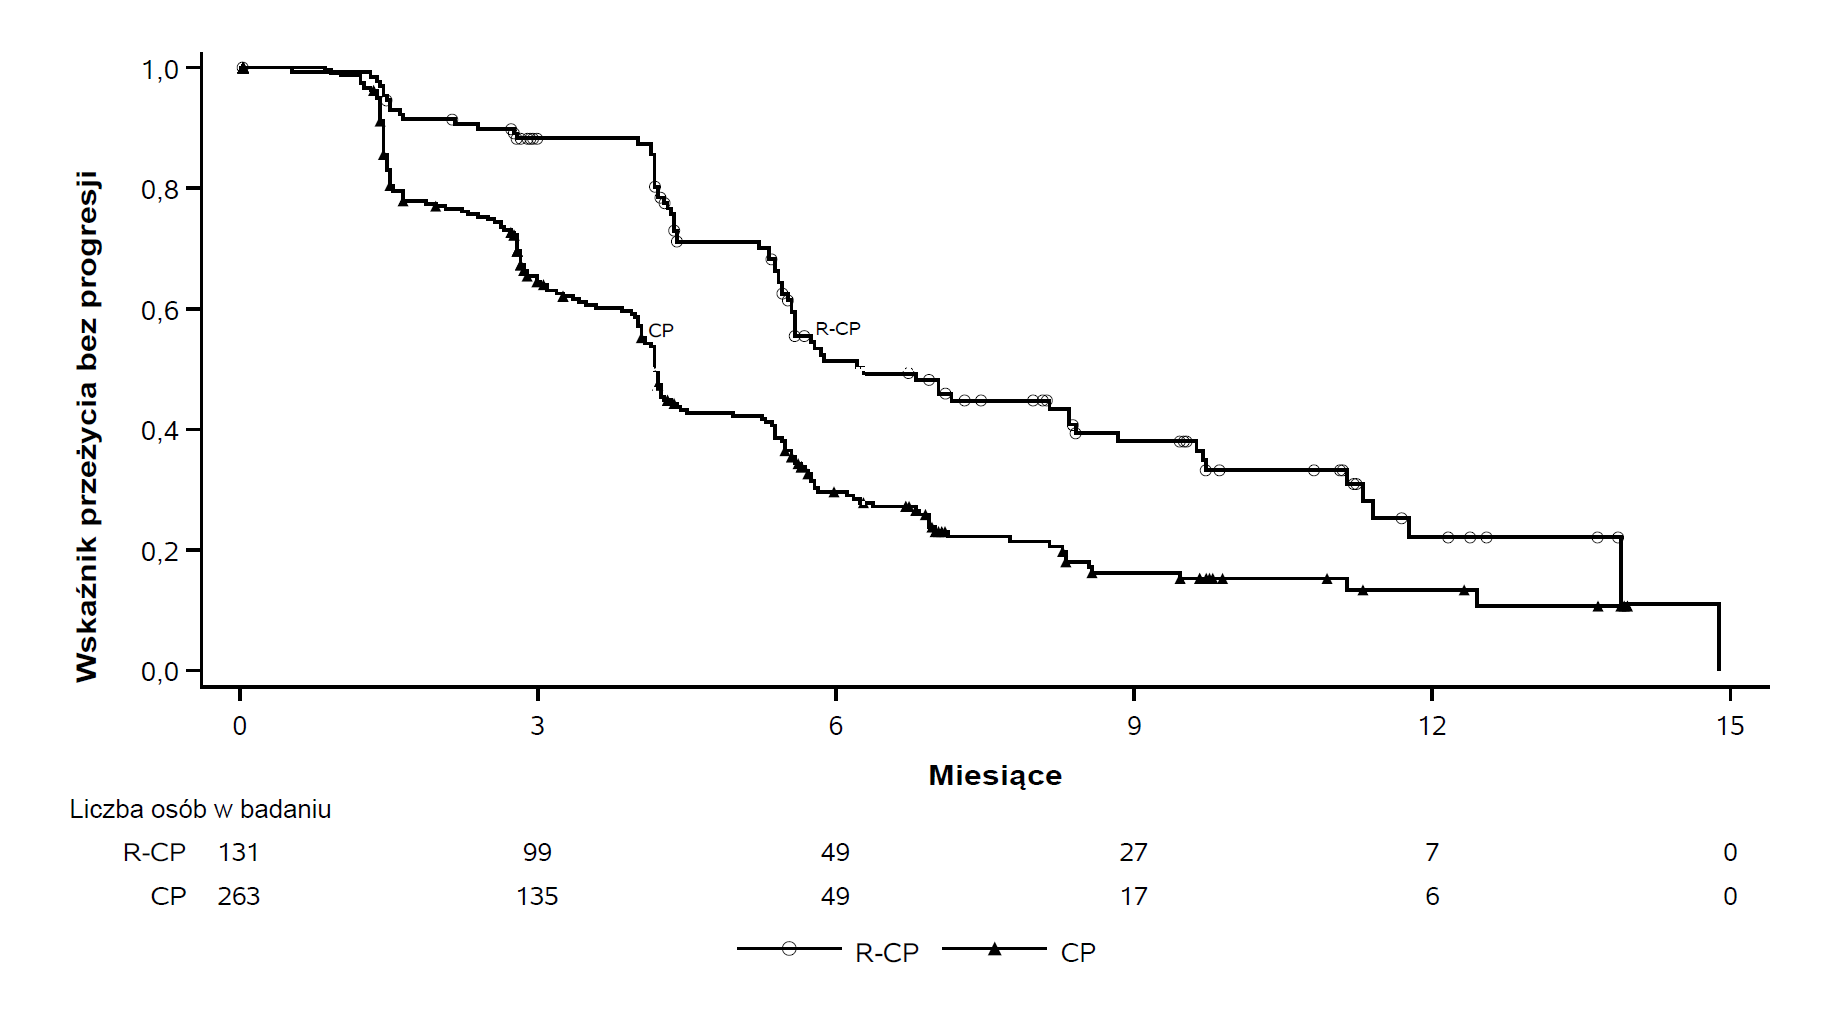 Wskaźnik przeżycia bez progresji
1,0
0,8
0,6
0,4
0,2
0,0
CP
R-CP
0 3 6 9 12 15
Miesiące
Liczba osób w badaniu
R-CP 131 99 49 27 7 0
CP 263 135 49 17 6 0
R-CP CP